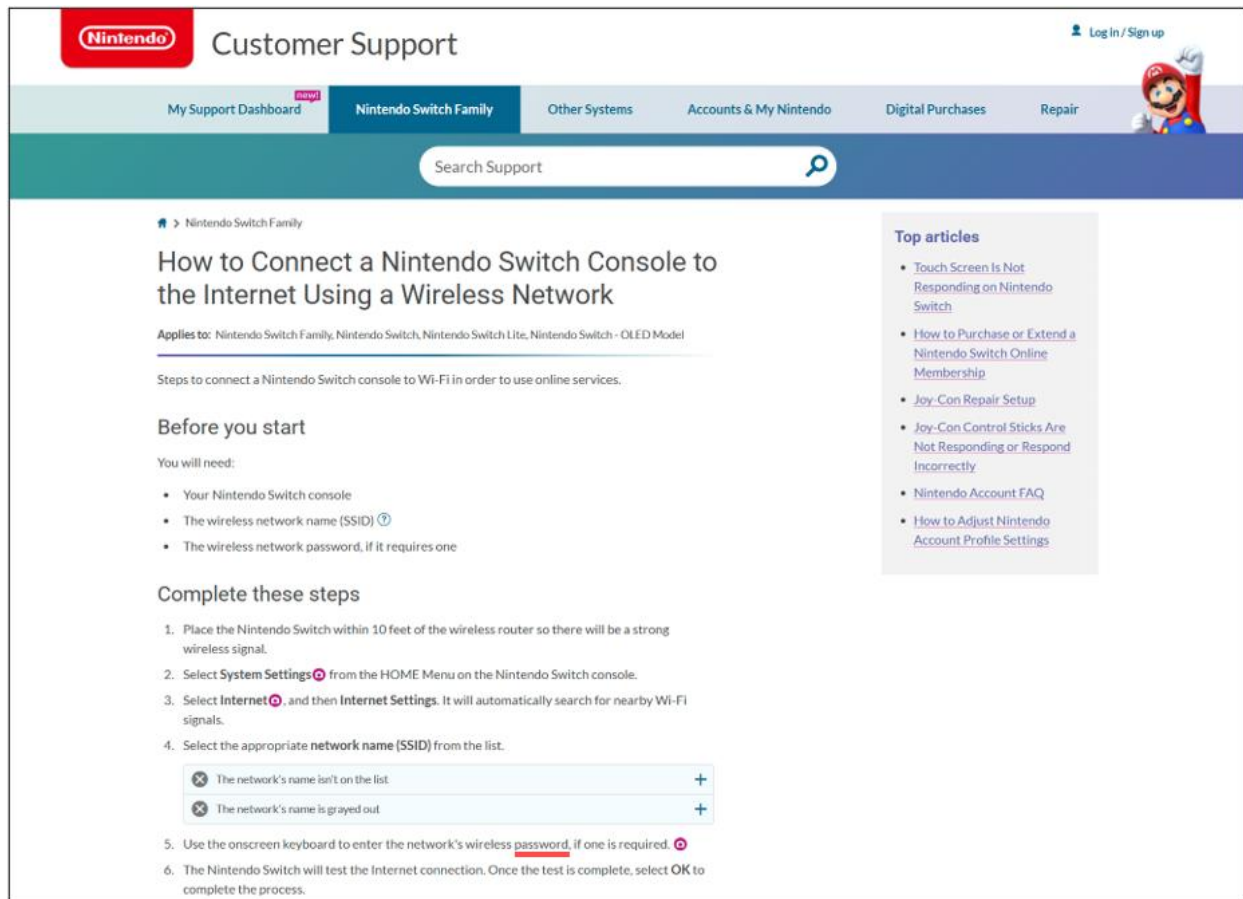 Nintendo
Customer Support
Log in / Sign up
new!
My Support Dashboard
Nintendo Switch Family
Other Systems
Accounts & My Nintendo
Digital Purchases
Repair
Search Support
> Nintendo Switch Family
How to Connect a Nintendo Switch Console to
the Internet Using a Wireless Network
Applies to: Nintendo Switch Family, Nintendo Switch, Nintendo Switch Lite, Nintendo Switch - OLED Model
Steps to connect a Nintendo Switch console to Wi-Fi in order to use online services.
Before you start
You will need:
• Your Nintendo Switch console
• The wireless network name (SSID) ?
• The wireless network password, if it requires one
Complete these steps
1. Place the Nintendo Switch within 10 feet of the wireless router so there will be a strong
wireless signal.
2. Select System Settings from the HOME Menu on the Nintendo Switch console.
3. Select Internet, and then Internet Settings. It will automatically search for nearby Wi-Fi
signals.
4. Select the appropriate network name (SSID) from the list.
The network's name isn't on the list
The network's name is grayed out
5. Use the onscreen keyboard to enter the network's wireless password, if one is required.
6. The Nintendo Switch will test the Internet connection. Once the test is complete, select OK to
complete the process.
Top articles
• Touch Screen Is Not
Responding on Nintendo
Switch
• How to Purchase or Extend a
Nintendo Switch Online
Membership
• Joy-Con Repair Setup
• Joy-Con Control Sticks Are
Not Responding or Respond
Incorrectly
• Nintendo Account FAQ
• How to Adjust Nintendo
Account Profile Settings